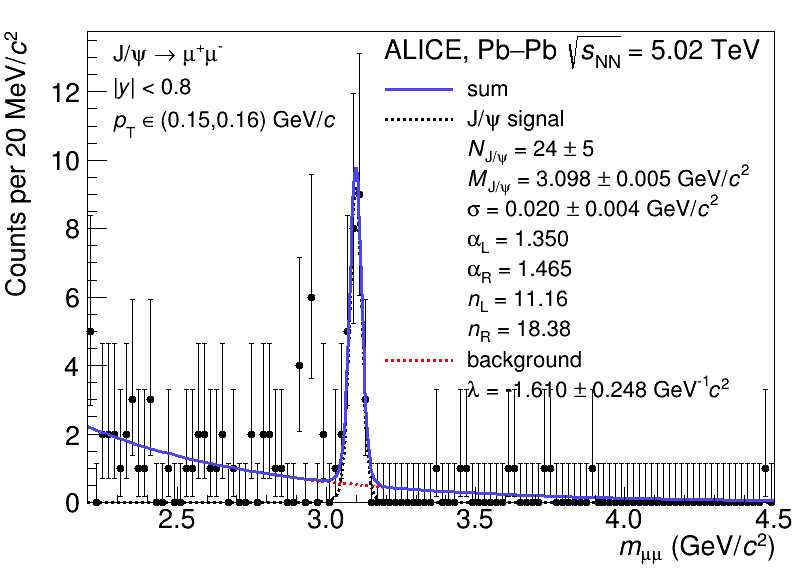 J/ψ → μ⁺μ⁻
|y| < 0.8
p_T ∈ (0.15,0.16) GeV/c
ALICE, Pb–Pb √s_NN = 5.02 TeV
sum
J/ψ signal
N_J/ψ = 24 ± 5
M_J/ψ = 3.098 ± 0.005 GeV/c²
σ = 0.020 ± 0.004 GeV/c²
α_L = 1.350
α_R = 1.465
n_L = 11.16
n_R = 18.38
background
λ = -1.610 ± 0.248 GeV⁻¹c²
Counts per 20 MeV/c²
12
10
8
6
4
2
0
2.5 3.0 3.5 4.0 4.5
m_μμ (GeV/c²)